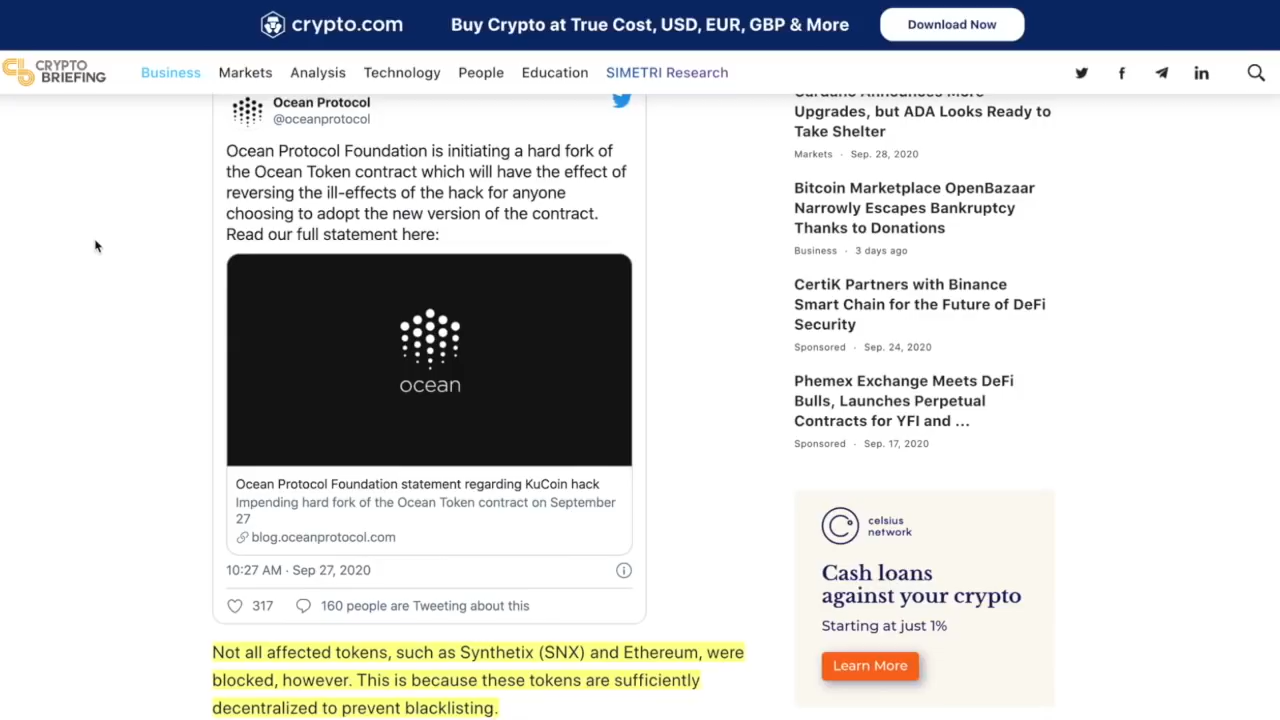 crypto.com
Buy Crypto at True Cost, USD, EUR, GBP & More
Download Now
CRYPTO
BRIEFING
Business
Markets
Analysis
Technology
People
Education
SIMETRI Research
Ocean Protocol
@oceanprotocol
Ocean Protocol Foundation is initiating a hard fork of
the Ocean Token contract which will have the effect of
reversing the ill-effects of the hack for anyone
choosing to adopt the new version of the contract.
Read our full statement here:
ocean
Ocean Protocol Foundation statement regarding KuCoin hack
Impending hard fork of the Ocean Token contract on September
27
blog.oceanprotocol.com
10:27 AM · Sep 27, 2020
317
160 people are Tweeting about this
Not all affected tokens, such as Synthetix (SNX) and Ethereum, were
blocked, however. This is because these tokens are sufficiently
decentralized to prevent blacklisting.
Cardano Announces More
Upgrades, but ADA Looks Ready to
Take Shelter
Markets · Sep. 28, 2020
Bitcoin Marketplace OpenBazaar
Narrowly Escapes Bankruptcy
Thanks to Donations
Business · 3 days ago
CertiK Partners with Binance
Smart Chain for the Future of DeFi
Security
Sponsored · Sep. 24, 2020
Phemex Exchange Meets DeFi
Bulls, Launches Perpetual
Contracts for YFI and ...
Sponsored · Sep. 17, 2020
celsius
network
Cash loans
against your crypto
Starting at just 1%
Learn More